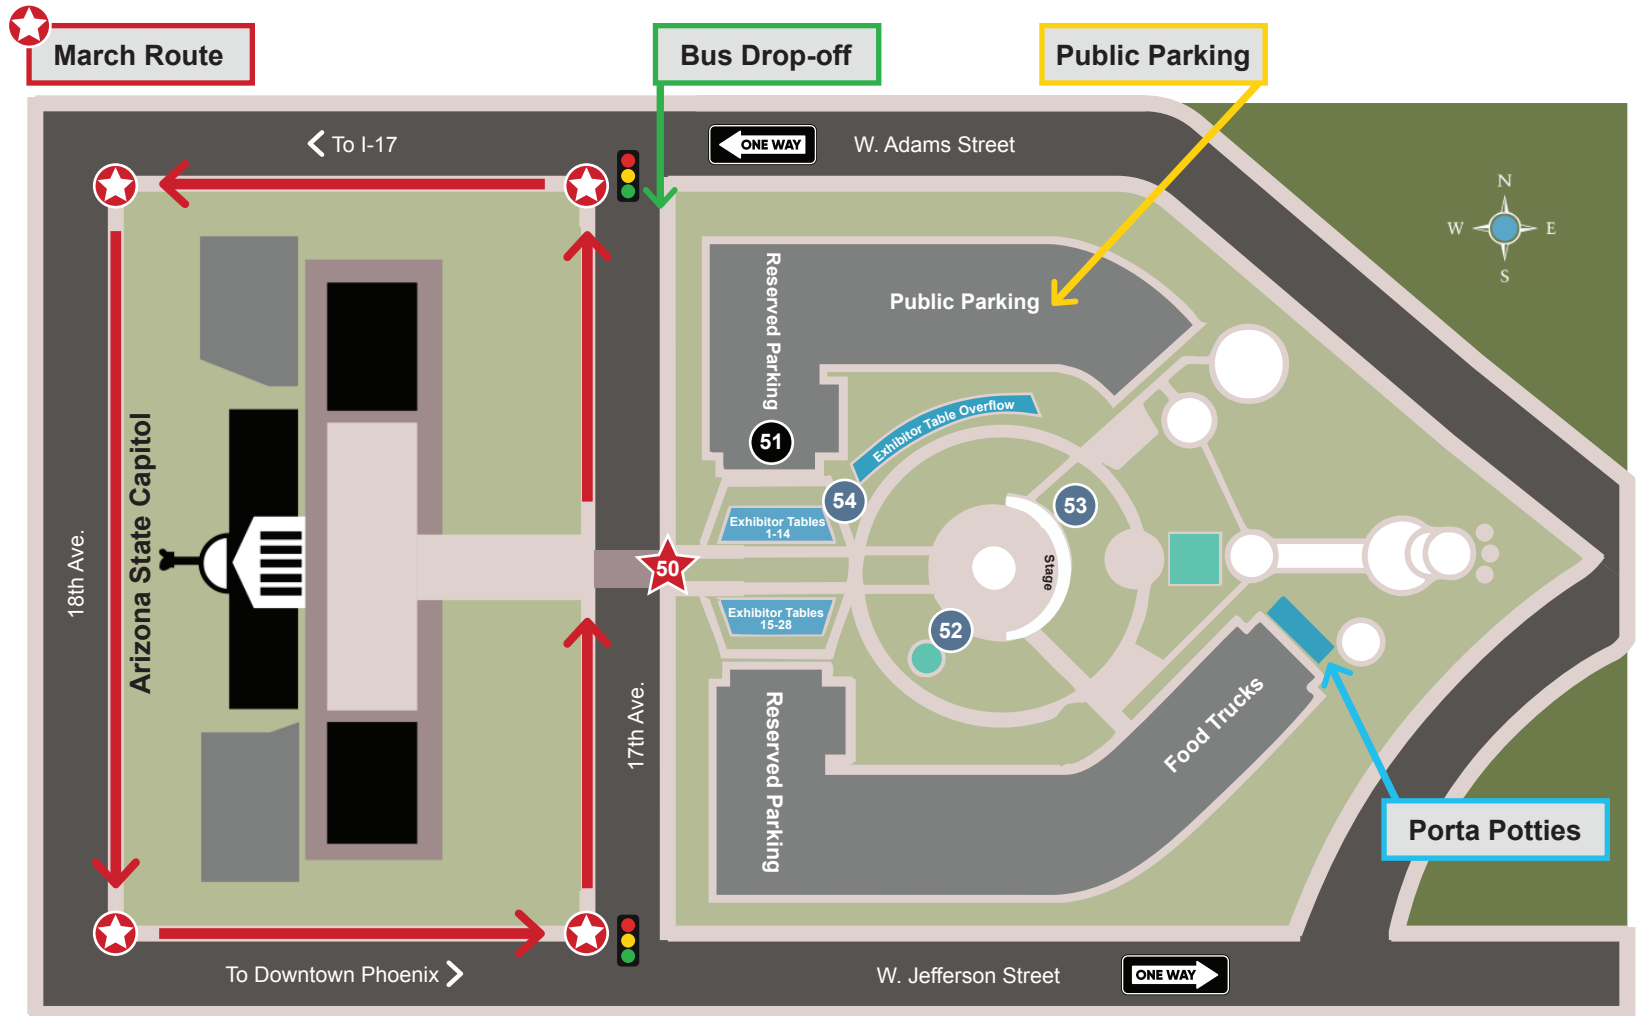 March Route
Bus Drop-off
Public Parking
To I-17
ONE WAY
W. Adams Street
N
W
E
S
Reserved Parking
Public Parking
51
Exhibitor Table Overflow
54
53
Exhibitor Tables
1-14
50
Stage
Exhibitor Tables
15-28
52
18th Ave.
Arizona State Capitol
17th Ave.
Reserved Parking
Food Trucks
Porta Potties
To Downtown Phoenix
W. Jefferson Street
ONE WAY